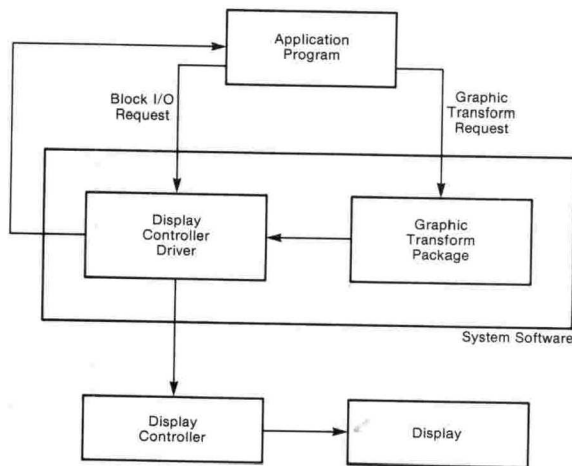 Application
Program
Block I/O
Request
Graphic
Transform
Request
Display
Controller
Driver
Graphic
Transform
Package
System Software
Display
Controller
Display